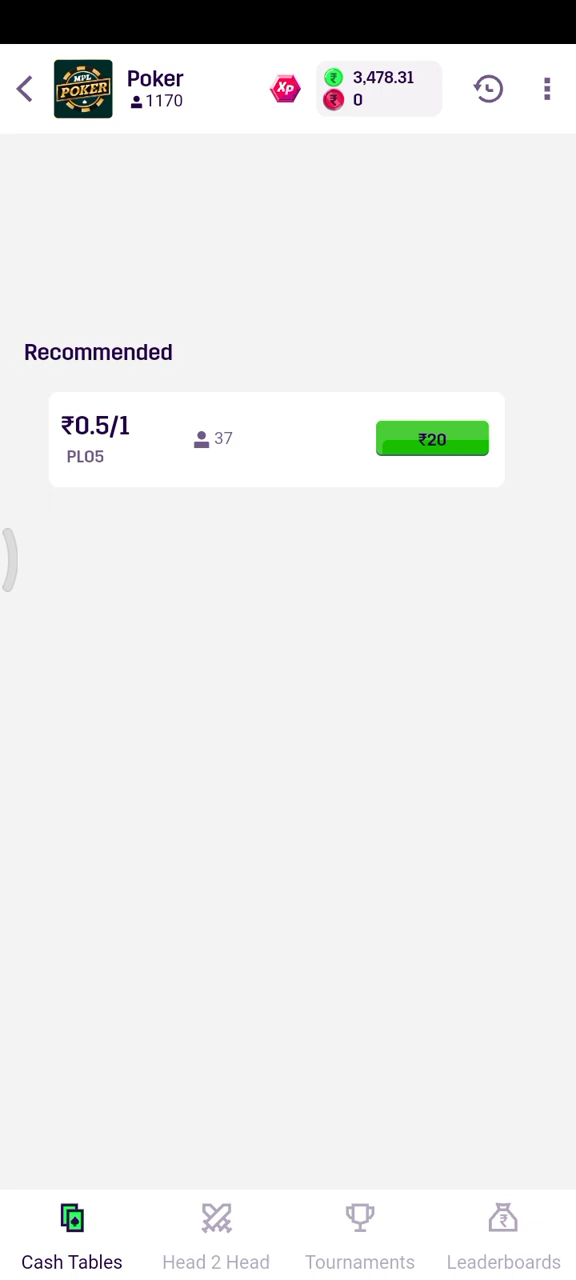 MPL
POKER
Poker
1170
Xp
₹ 3,478.31
₹ 0
Recommended
₹0.5/1
PLO5
37
₹20
₹
Cash Tables
Head 2 Head
Tournaments
Leaderboards